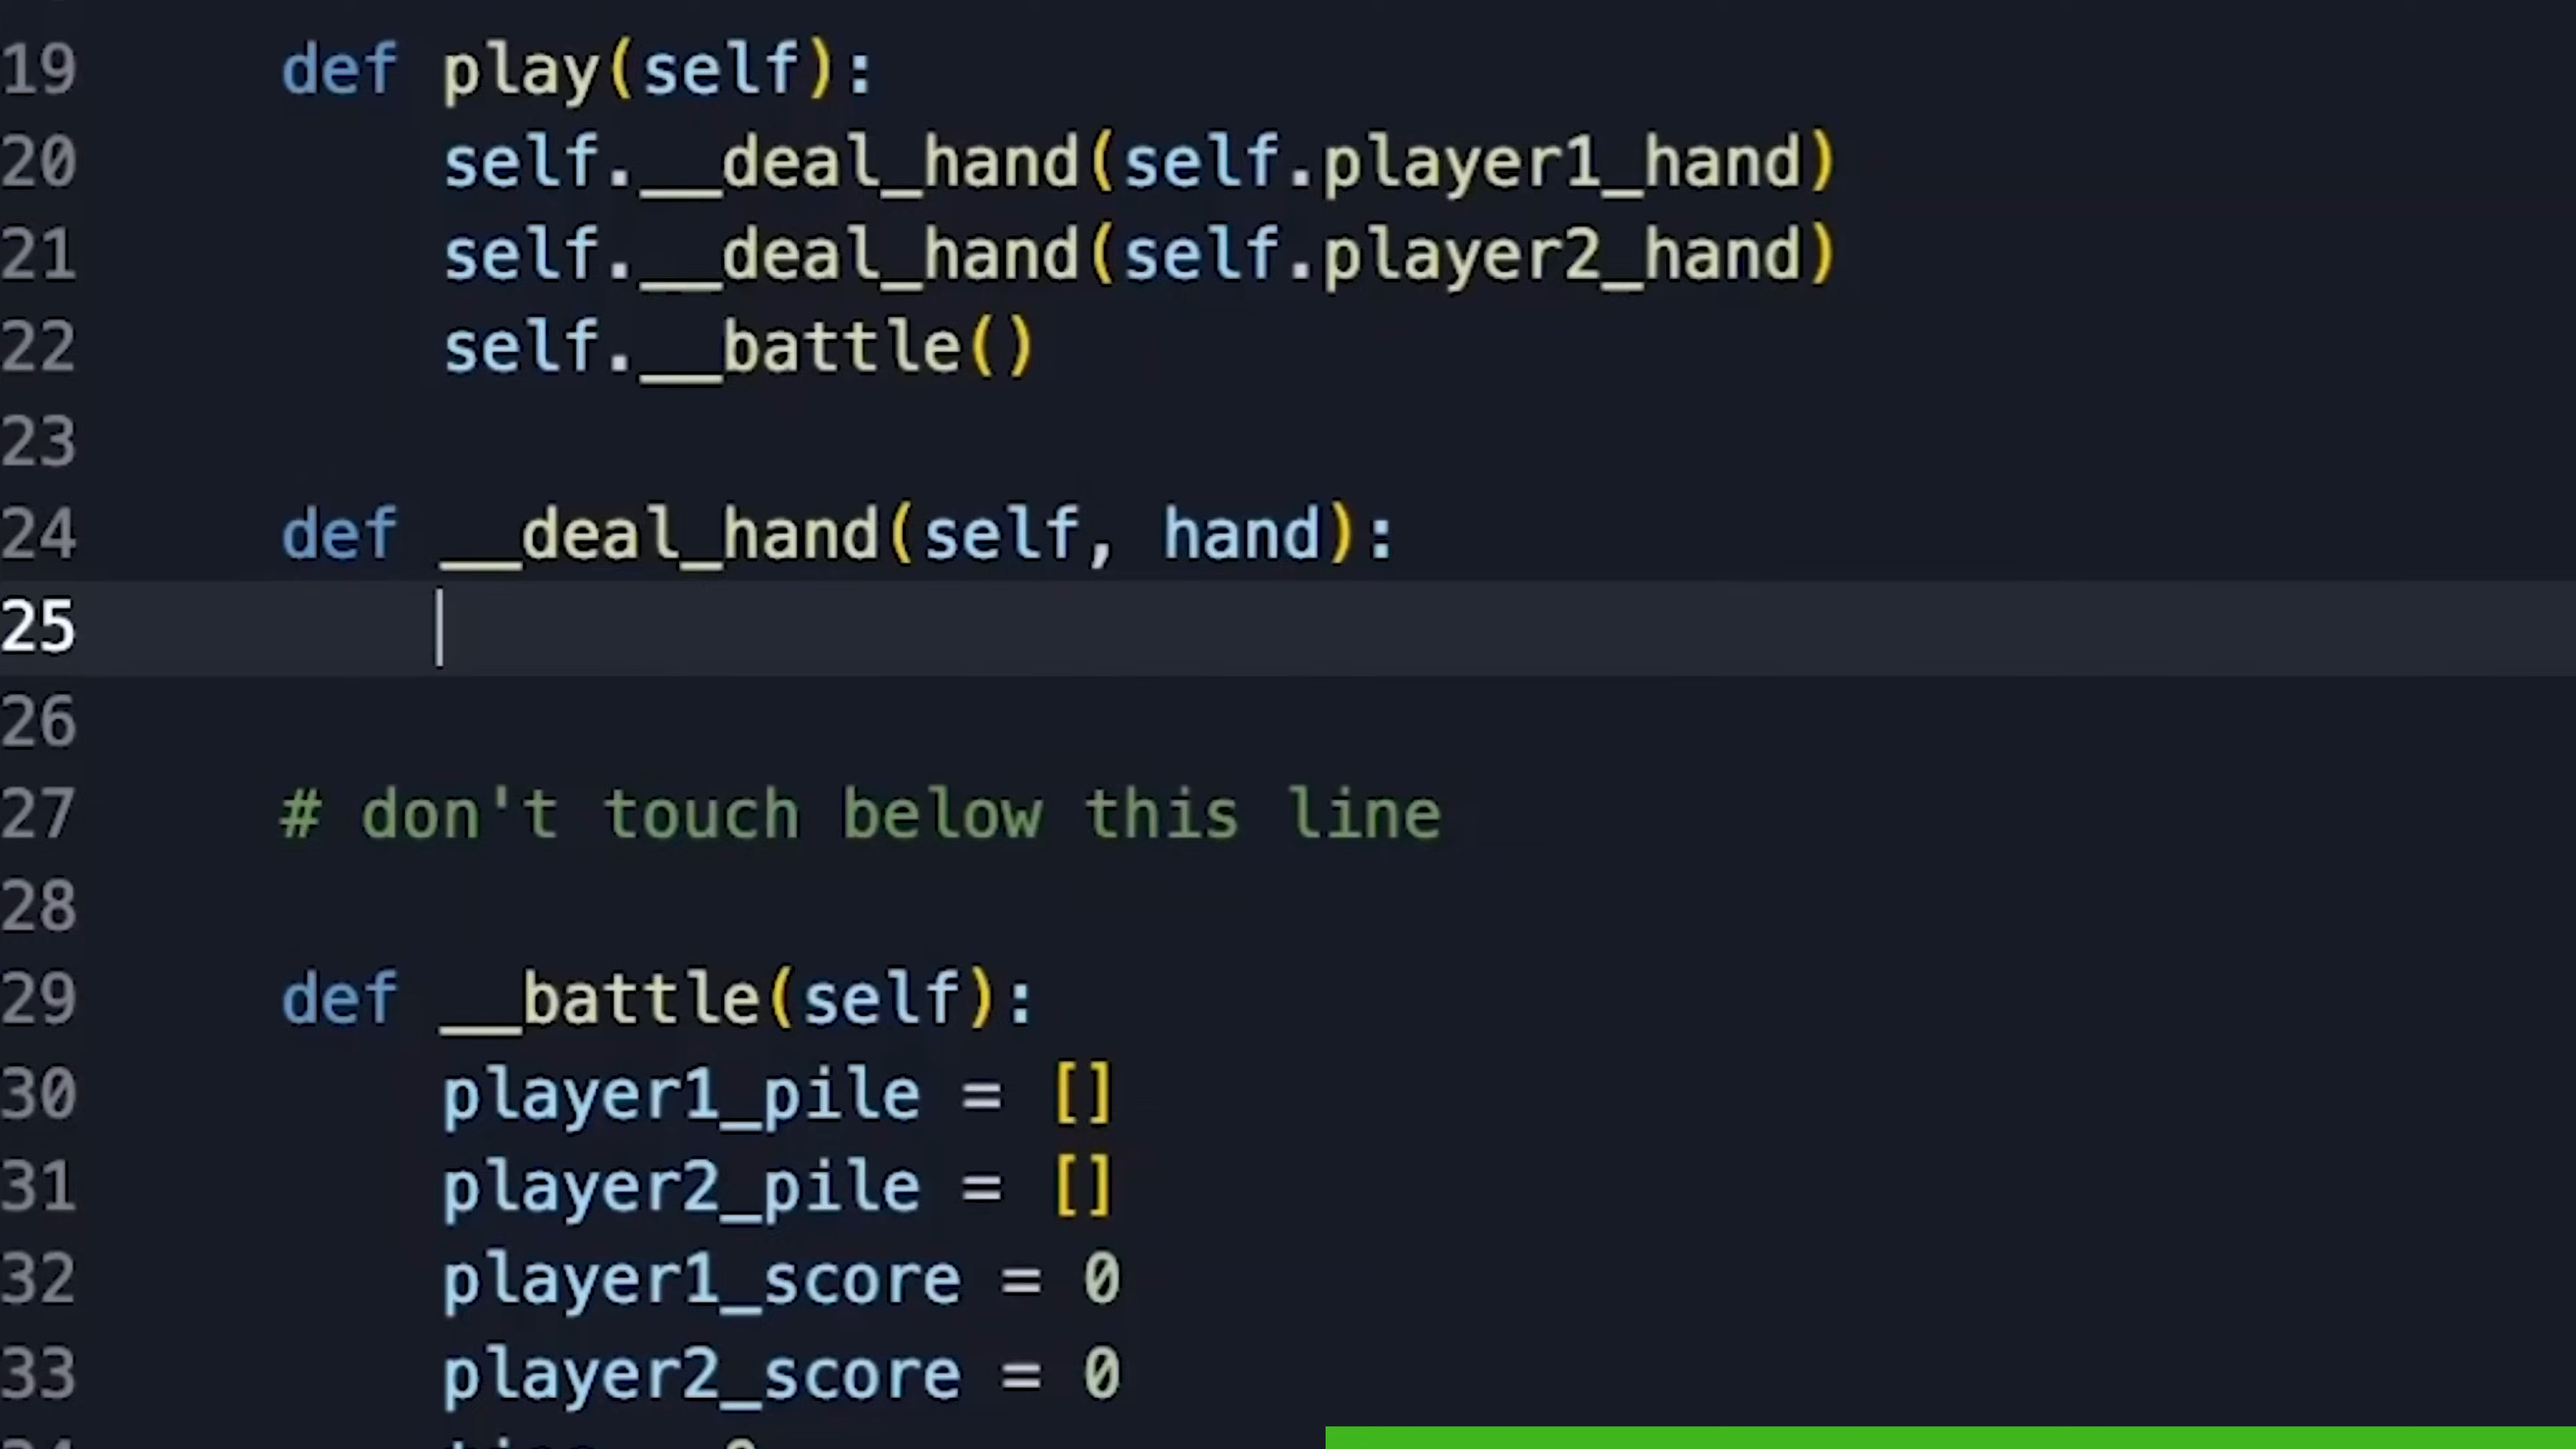 19 def play(self):
20 self.__deal_hand(self.player1_hand)
21 self.__deal_hand(self.player2_hand)
22 self.__battle()
23
24 def __deal_hand(self, hand):
25
26
27 # don't touch below this line
28
29 def __battle(self):
30 player1_pile = []
31 player2_pile = []
32 player1_score = 0
33 player2_score = 0